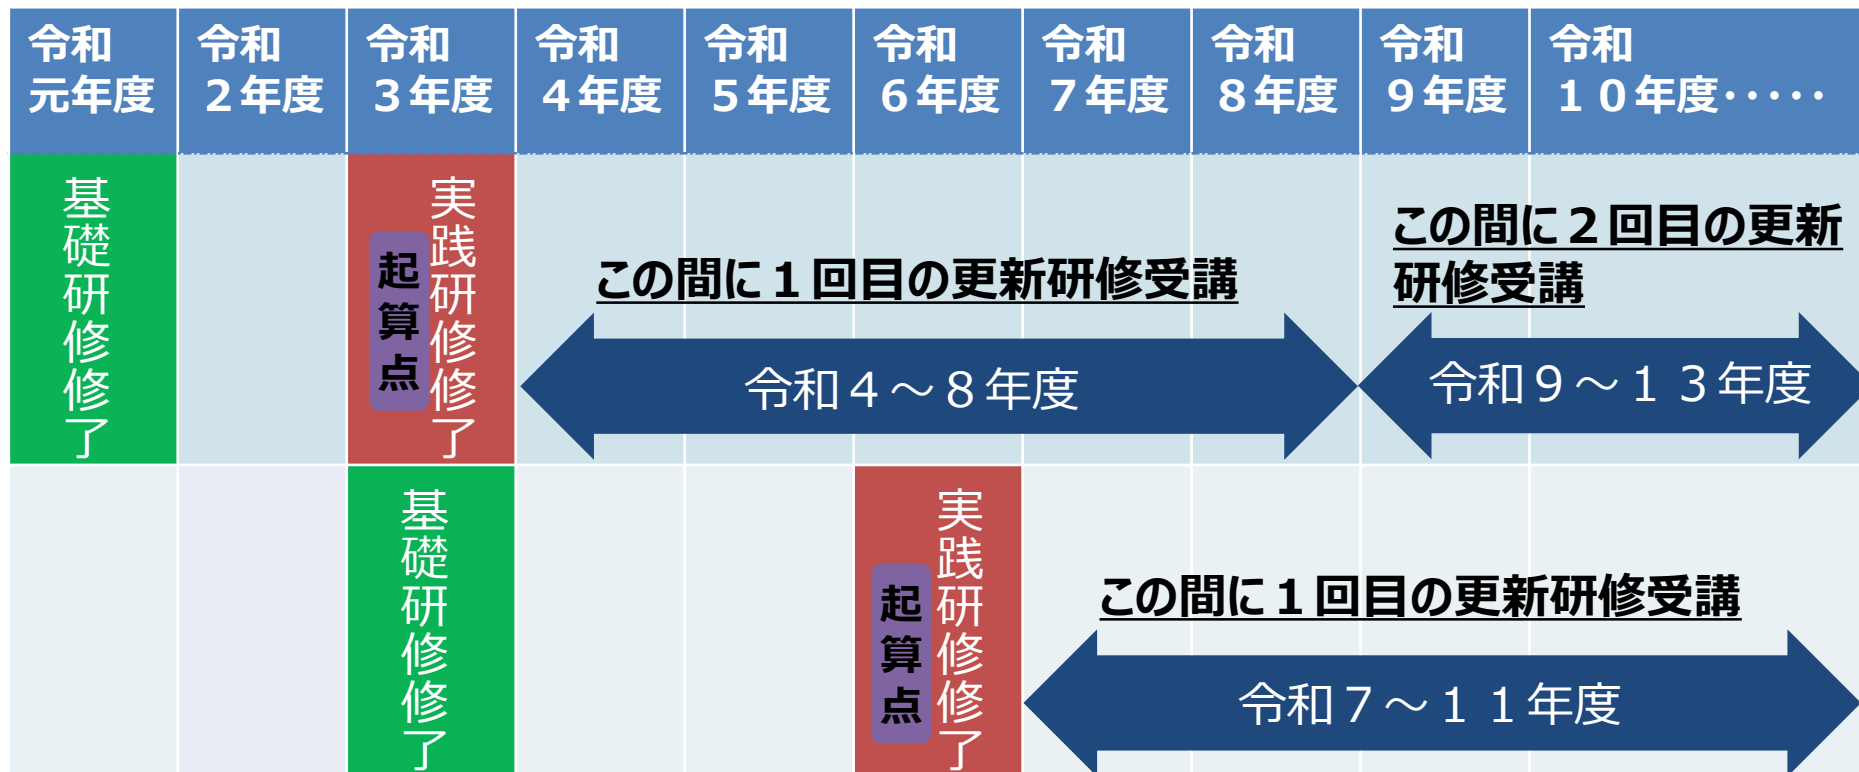 令和
元年度
令和
２年度
令和
３年度
令和
４年度
令和
５年度
令和
６年度
令和
７年度
令和
８年度
令和
９年度
令和
１０年度･････
基礎研修修了
起算点
実践研修修了
この間に１回目の更新研修受講
令和４～８年度
この間に２回目の更新
研修受講
令和９～１３年度
基礎研修修了
起算点
実践研修修了
この間に１回目の更新研修受講
令和７～１１年度